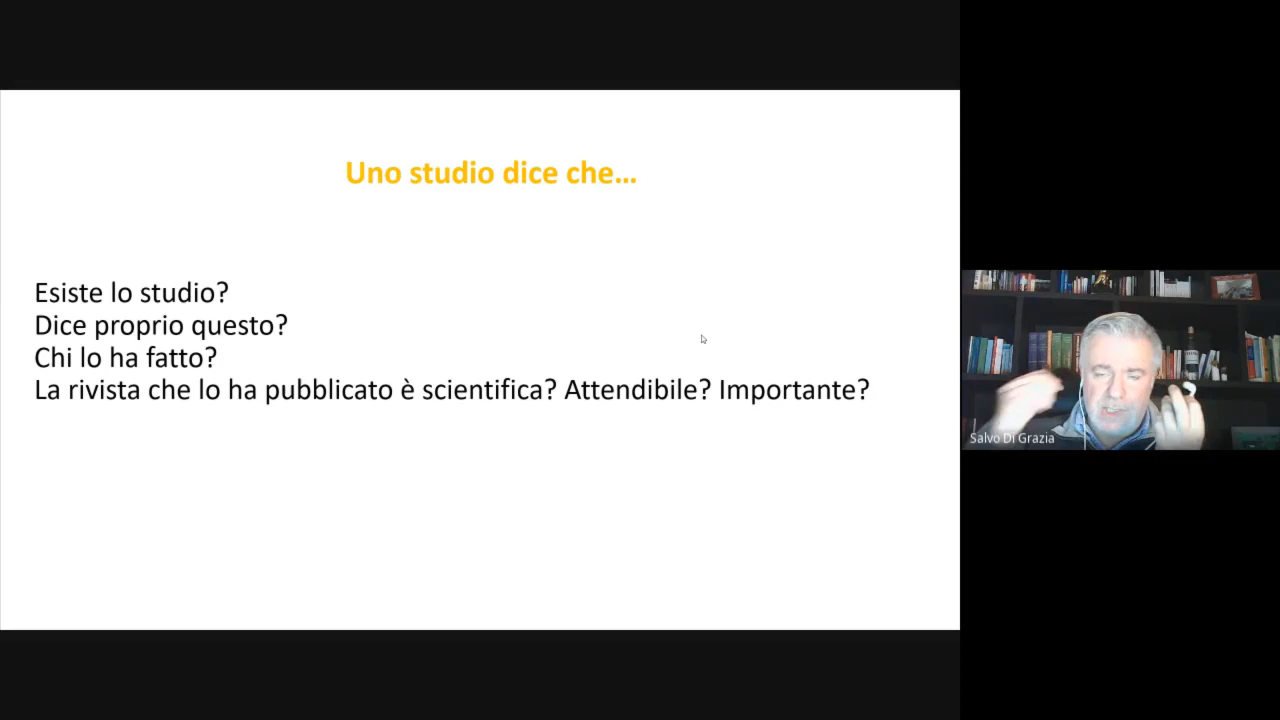 Uno studio dice che...
Esiste lo studio?
Dice proprio questo?
Chi lo ha fatto?
La rivista che lo ha pubblicato è scientifica? Attendibile? Importante?
Salvo Di Grazia